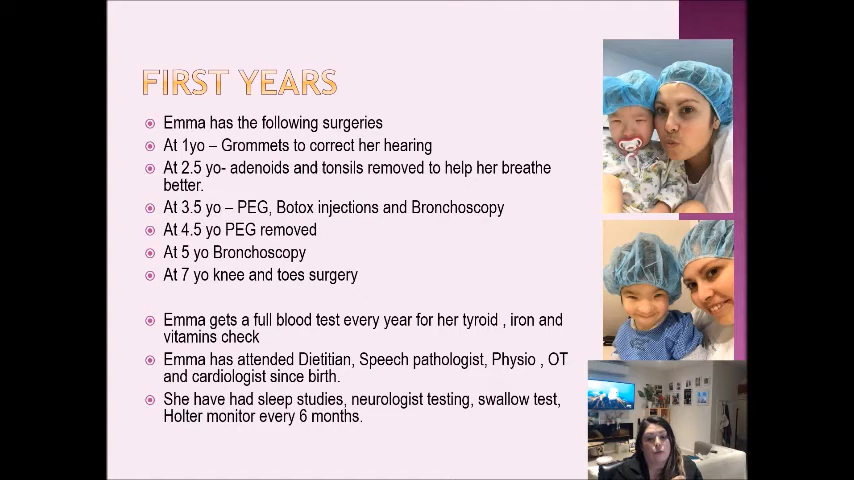 FIRST YEARS
Emma has the following surgeries
At 1yo – Grommets to correct her hearing
At 2.5 yo- adenoids and tonsils removed to help her breathe
better.
At 3.5 yo – PEG, Botox injections and Bronchoscopy
At 4.5 yo PEG removed
At 5 yo Bronchoscopy
At 7 yo knee and toes surgery
Emma gets a full blood test every year for her tyroid , iron and
vitamins check
Emma has attended Dietitian, Speech pathologist, Physio , OT
and cardiologist since birth.
She have had sleep studies, neurologist testing, swallow test,
Holter monitor every 6 months.